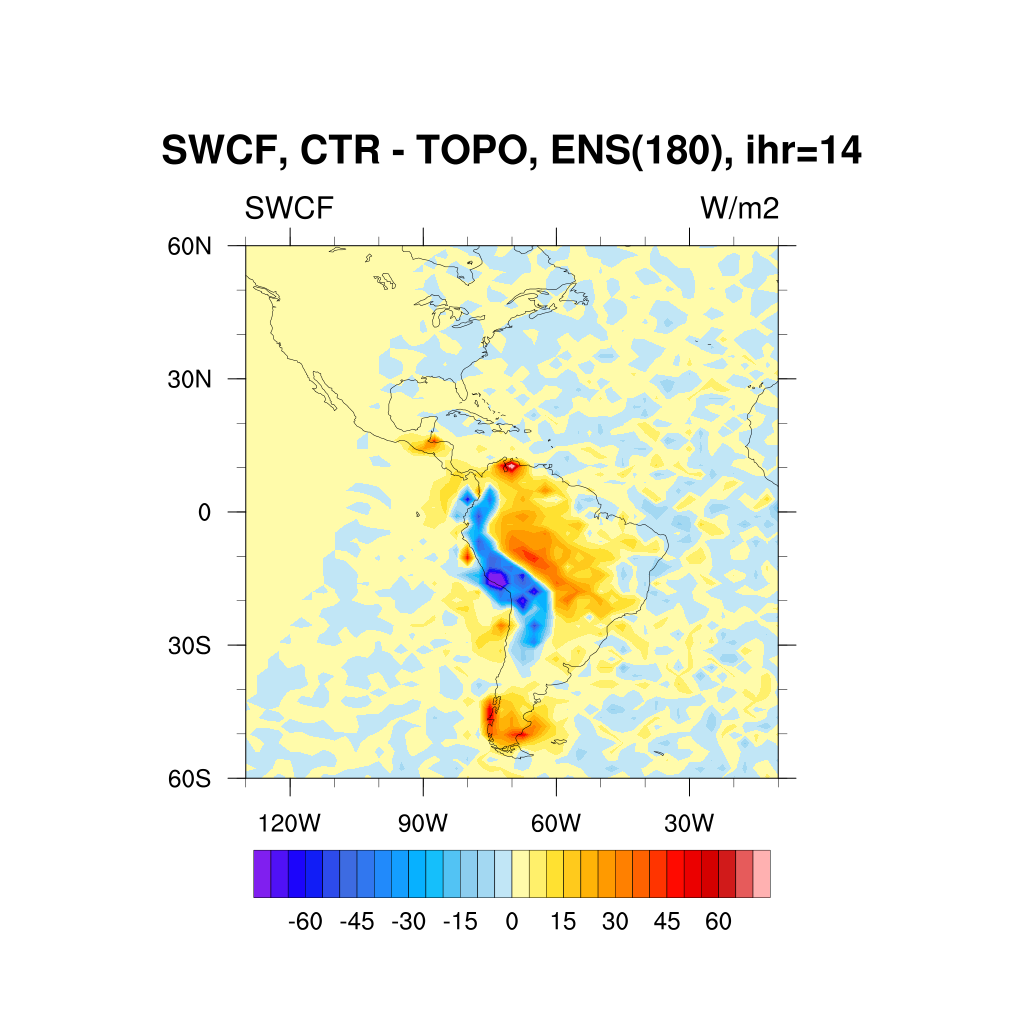 SWCF, CTR - TOPO, ENS(180), ihr=14
SWCF W/m2
60N
30N
0
30S
60S
120W 90W 60W 30W
-60 -45 -30 -15 0 15 30 45 60